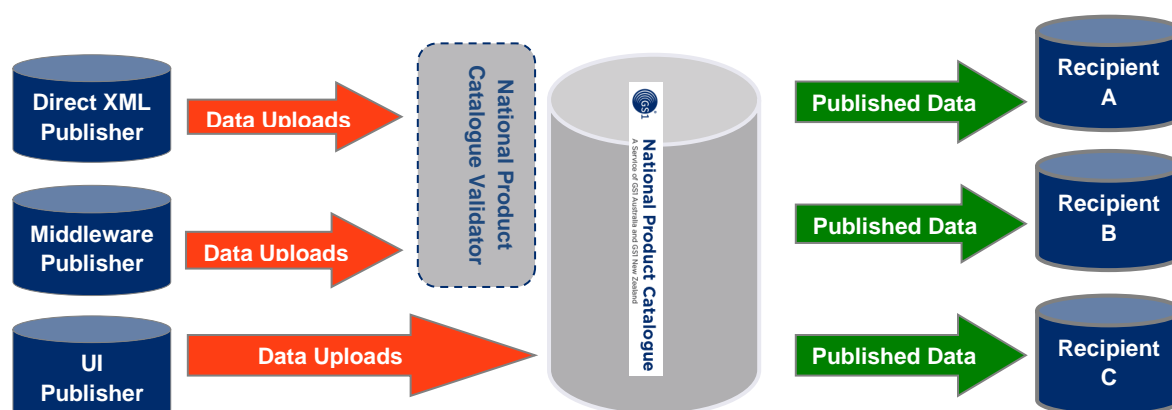 Direct XML
Publisher
Data Uploads
National Product
Catalogue Validator
GS1
National Product Catalogue
A Service of GS1 Australia and GS1 New Zealand
Published Data
Recipient
A
Middleware
Publisher
Data Uploads
Published Data
Recipient
B
UI
Publisher
Data Uploads
Published Data
Recipient
C